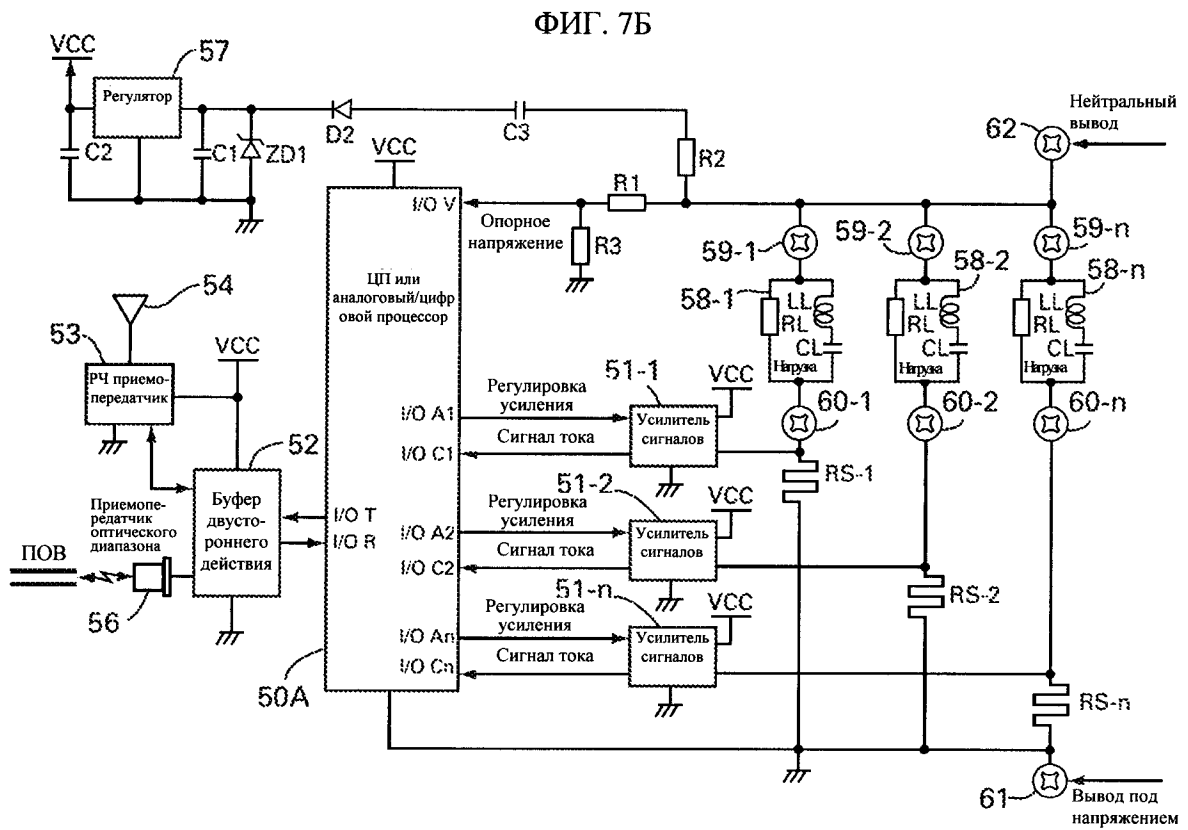 ФИГ. 7Б
VCC
57
Регулятор
C2
C1
ZD1
D2
C3
R2
62
Нейтральный
вывод
VCC
I/O V
Опорное
напряжение
R1
R3
59-1
59-2
59-n
58-1
58-2
58-n
LL
RL
CL
Нагрузка
LL
RL
CL
Нагрузка
LL
RL
CL
Нагрузка
60-1
60-2
60-n
ЦП или
аналоговый/цифр
овой процессор
54
53
VCC
РЧ приемо-
передатчик
52
Буфер
двусто-
роннего
действия
Приемопе-
редатчик
оптического
диапазона
ПОВ
56
I/O T
I/O R
50A
I/O A1
Регулировка
усиления
I/O C1
Сигнал тока
51-1
VCC
Усилитель
сигналов
RS-1
I/O A2
Регулировка
усиления
I/O C2
Сигнал тока
51-2
VCC
Усилитель
сигналов
RS-2
I/O An
Регулировка
усиления
I/O Cn
Сигнал тока
51-n
VCC
Усилитель
сигналов
RS-n
61
Вывод под
напряжением